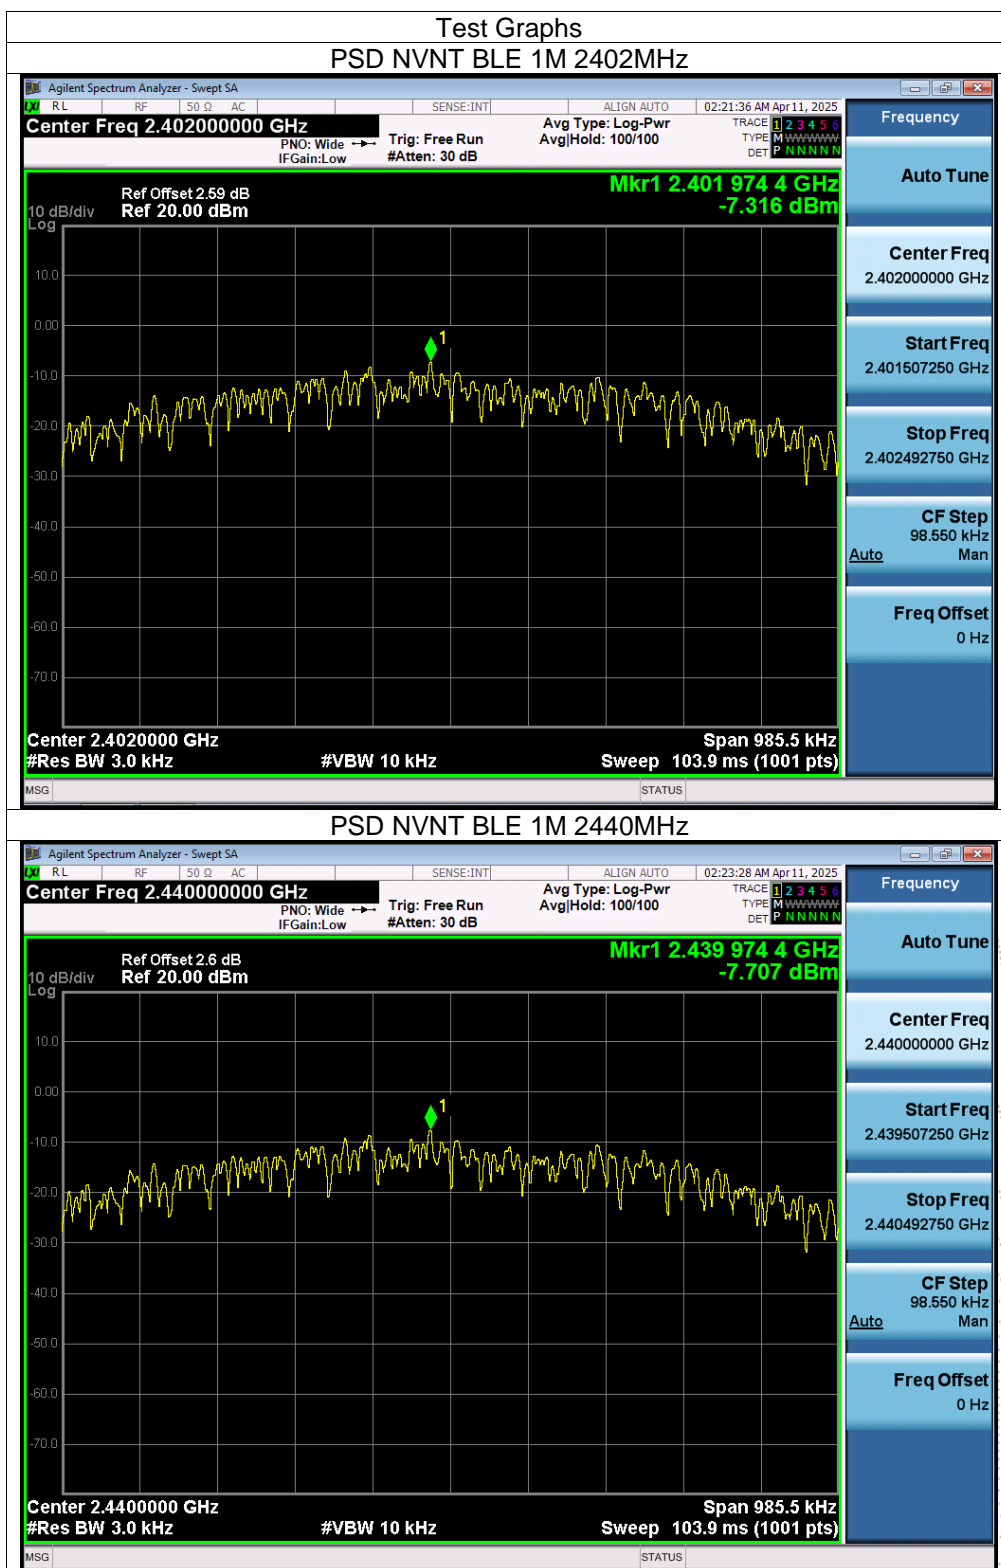 Test Graphs
PSD NVNT BLE 1M 2402MHz
Agilent Spectrum Analyzer - Swept SA
LXI RL RF 50 Ω AC SENSE:INT ALIGN AUTO 02:21:36 AM Apr 11, 2025
Center Freq 2.402000000 GHz
PNO: Wide
IFGain:Low
Trig: Free Run
#Atten: 30 dB
Avg Type: Log-Pwr
Avg|Hold: 100/100
TRACE 1 2 3 4 5 6
TYPE M WWWWW
DET P N N N N N
Frequency
Auto Tune
Center Freq
2.402000000 GHz
Start Freq
2.401507250 GHz
Stop Freq
2.402492750 GHz
CF Step
98.550 kHz
Auto Man
Freq Offset
0 Hz
Mkr1 2.401 974 4 GHz
-7.316 dBm
Ref Offset 2.59 dB
10 dB/div Ref 20.00 dBm
Log
10.0
0.00
1
-10.0
-20.0
-30.0
-40.0
-50.0
-60.0
-70.0
Center 2.4020000 GHz Span 985.5 kHz
#Res BW 3.0 kHz #VBW 10 kHz Sweep 103.9 ms (1001 pts)
MSG STATUS
PSD NVNT BLE 1M 2440MHz
Agilent Spectrum Analyzer - Swept SA
LXI RL RF 50 Ω AC SENSE:INT ALIGN AUTO 02:23:28 AM Apr 11, 2025
Center Freq 2.440000000 GHz
PNO: Wide
IFGain:Low
Trig: Free Run
#Atten: 30 dB
Avg Type: Log-Pwr
Avg|Hold: 100/100
TRACE 1 2 3 4 5 6
TYPE M WWWWW
DET P N N N N N
Frequency
Auto Tune
Center Freq
2.440000000 GHz
Start Freq
2.439507250 GHz
Stop Freq
2.440492750 GHz
CF Step
98.550 kHz
Auto Man
Freq Offset
0 Hz
Mkr1 2.439 974 4 GHz
-7.707 dBm
Ref Offset 2.6 dB
10 dB/div Ref 20.00 dBm
Log
10.0
0.00
1
-10.0
-20.0
-30.0
-40.0
-50.0
-60.0
-70.0
Center 2.4400000 GHz Span 985.5 kHz
#Res BW 3.0 kHz #VBW 10 kHz Sweep 103.9 ms (1001 pts)
MSG STATUS